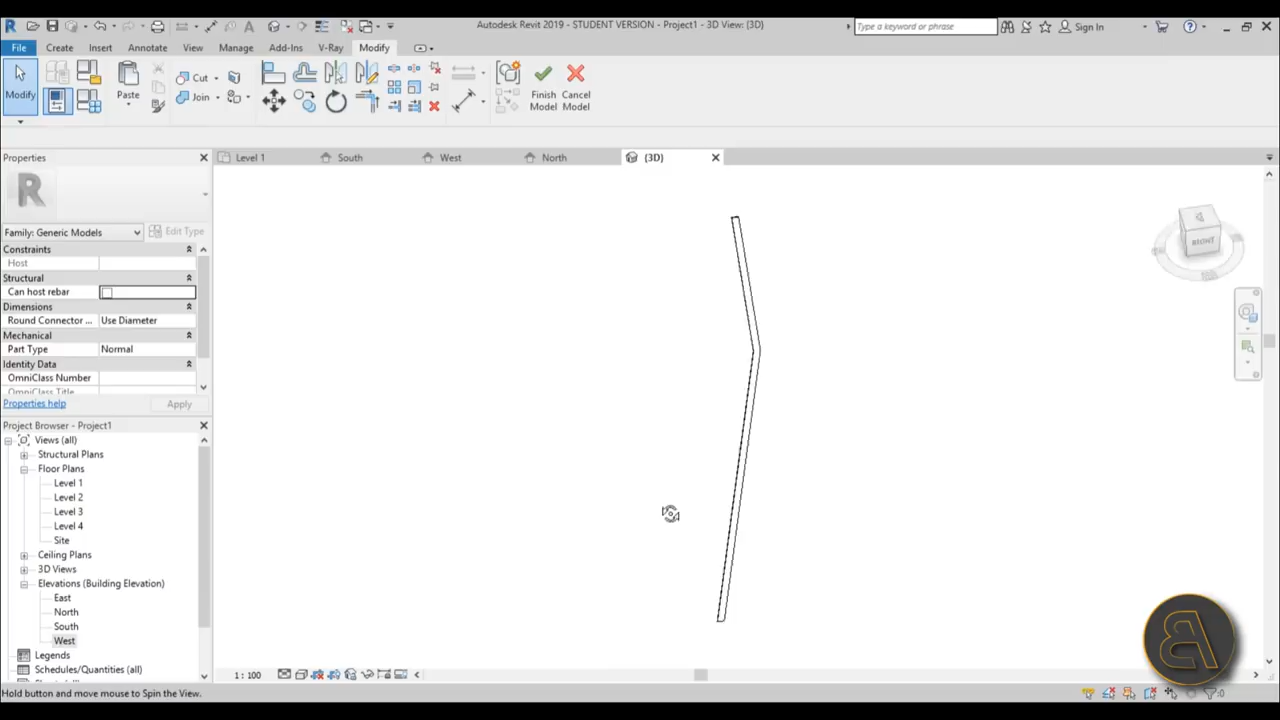 Autodesk Revit 2019 - STUDENT VERSION - Project1 - 3D View: {3D}
Type a keyword or phrase
Sign In
File Create Insert Annotate View Manage Add-Ins V-Ray Modify
Modify
Paste
Cut
Join
Finish Model
Cancel Model
Properties
Level 1
South
West
North
{3D}
Family: Generic Models
Edit Type
Constraints
Host
Structural
Can host rebar
Dimensions
Round Connector ... Use Diameter
Mechanical
Part Type Normal
Identity Data
OmniClass Number
OmniClass Title
Properties help
Apply
Project Browser - Project1
Views (all)
Structural Plans
Floor Plans
Level 1
Level 2
Level 3
Level 4
Site
Ceiling Plans
3D Views
Elevations (Building Elevation)
East
North
South
West
Legends
Schedules/Quantities (all)
RIGHT
1 : 100
Hold button and move mouse to Spin the View.
:0